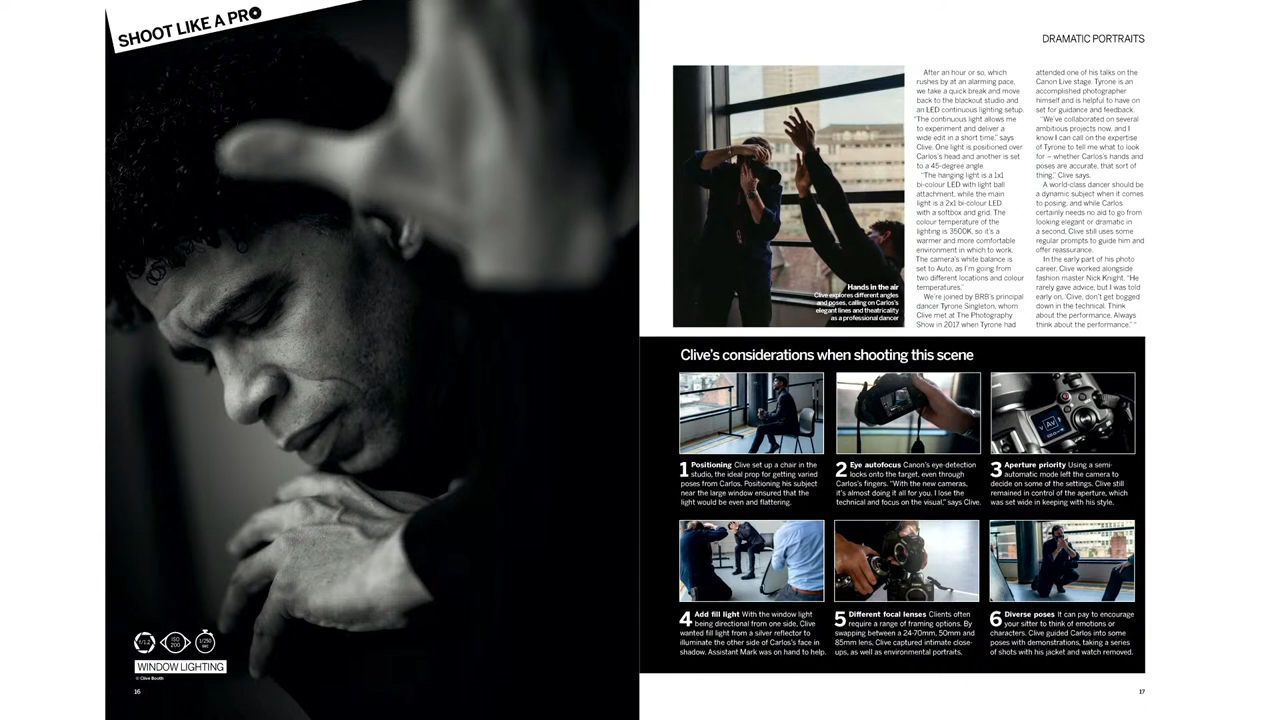 SHOOT LIKE A PRO
f/1.2
ISO
200
1/250
sec
WINDOW LIGHTING
© Clive Booth
16
DRAMATIC PORTRAITS
Hands in the air
Clive explores different angles
and poses, calling on Carlos's
elegant lines and theatricality
as a professional dancer
After an hour or so, which
rushes by at an alarming pace,
we take a quick break and move
back to the blackout studio and
an LED continuous lighting setup.
“The continuous light allows me
to experiment and deliver a
wide edit in a short time,” says
Clive. One light is positioned over
Carlos's head and another is set
to a 45-degree angle.
“The hanging light is a 1x1
bi-colour LED with light ball
attachment, while the main
light is a 2x1 bi-colour LED
with a softbox and grid. The
colour temperature of the
lighting is 3500K, so it's a
warmer and more comfortable
environment in which to work.
The camera's white balance is
set to Auto, as I'm going from
two different locations and colour
temperatures.”
We're joined by BRB's principal
dancer Tyrone Singleton, whom
Clive met at The Photography
Show in 2017 when Tyrone had
attended one of his talks on the
Canon Live stage. Tyrone is an
accomplished photographer
himself and is helpful to have on
set for guidance and feedback.
“We've collaborated on several
ambitious projects now, and I
know I can call on the expertise
of Tyrone to tell me what to look
for – whether Carlos's hands and
poses are accurate, that sort of
thing,” Clive says.
A world-class dancer should be
a dynamic subject when it comes
to posing, and while Carlos
certainly needs no aid to go from
looking elegant or dramatic in
a second, Clive still uses some
regular prompts to guide him and
offer reassurance.
In the early part of his photo
career, Clive worked alongside
fashion master Nick Knight. “He
rarely gave advice, but I was told
early on, ‘Clive, don't get bogged
down in the technical. Think
about the performance. Always
think about the performance.’”
Clive's considerations when shooting this scene
Av
1 Positioning Clive set up a chair in the
studio, the ideal prop for getting varied
poses from Carlos. Positioning his subject
near the large window ensured that the
light would be even and flattering.
2 Eye autofocus Canon's eye-detection
locks onto the target, even through
Carlos's fingers. “With the new cameras,
it's almost doing it all for you. I lose the
technical and focus on the visual,” says Clive.
3 Aperture priority Using a semi-
automatic mode left the camera to
decide on some of the settings. Clive still
remained in control of the aperture, which
was set wide in keeping with his style.
4 Add fill light With the window light
being directional from one side, Clive
wanted fill light from a silver reflector to
illuminate the other side of Carlos's face in
shadow. Assistant Mark was on hand to help.
5 Different focal lenses Clients often
require a range of framing options. By
swapping between a 24-70mm, 50mm and
85mm lens, Clive captured intimate close-
ups, as well as environmental portraits.
6 Diverse poses It can pay to encourage
your sitter to think of emotions or
characters. Clive guided Carlos into some
poses with demonstrations, taking a series
of shots with his jacket and watch removed.
17